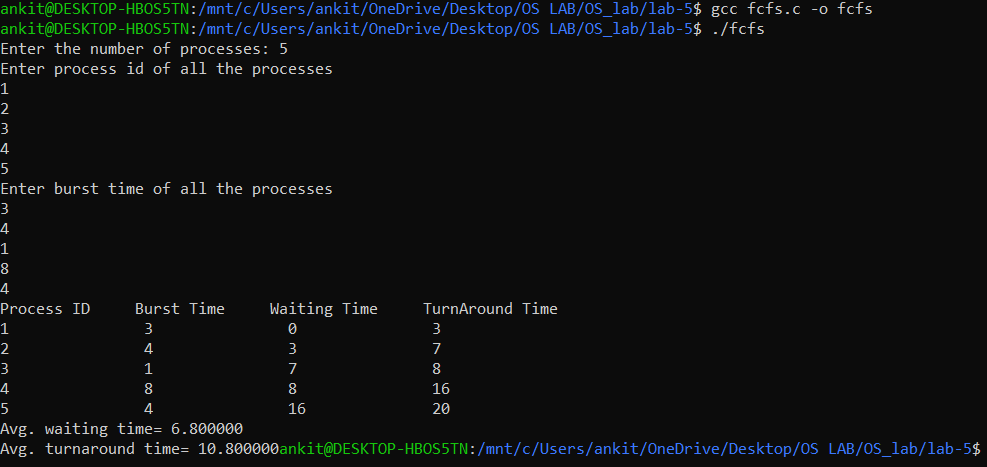 ankit@DESKTOP-HBOS5TN:/mnt/c/Users/ankit/OneDrive/Desktop/OS LAB/OS_lab/lab-5$ gcc fcfs.c -o fcfs
ankit@DESKTOP-HBOS5TN:/mnt/c/Users/ankit/OneDrive/Desktop/OS LAB/OS_lab/lab-5$ ./fcfs
Enter the number of processes: 5
Enter process id of all the processes
1
2
3
4
5
Enter burst time of all the processes
3
4
1
8
4
Process ID     Burst Time     Waiting Time     TurnAround Time
1               3               0               3
2               4               3               7
3               1               7               8
4               8               8               16
5               4               16              20
Avg. waiting time= 6.800000
Avg. turnaround time= 10.800000ankit@DESKTOP-HBOS5TN:/mnt/c/Users/ankit/OneDrive/Desktop/OS LAB/OS_lab/lab-5$